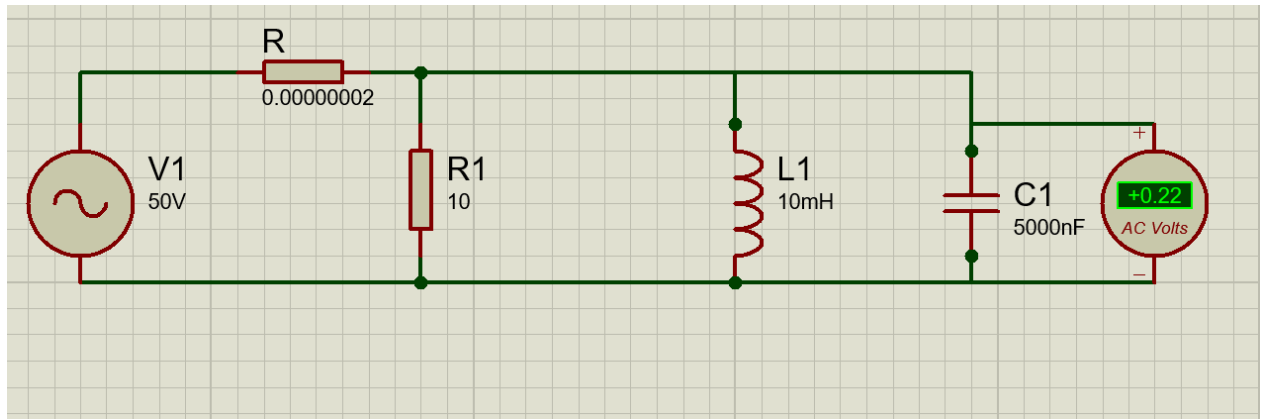 R
0.00000002
V1
50V
R1
10
L1
10mH
C1
5000nF
+
+0.22
AC Volts
−